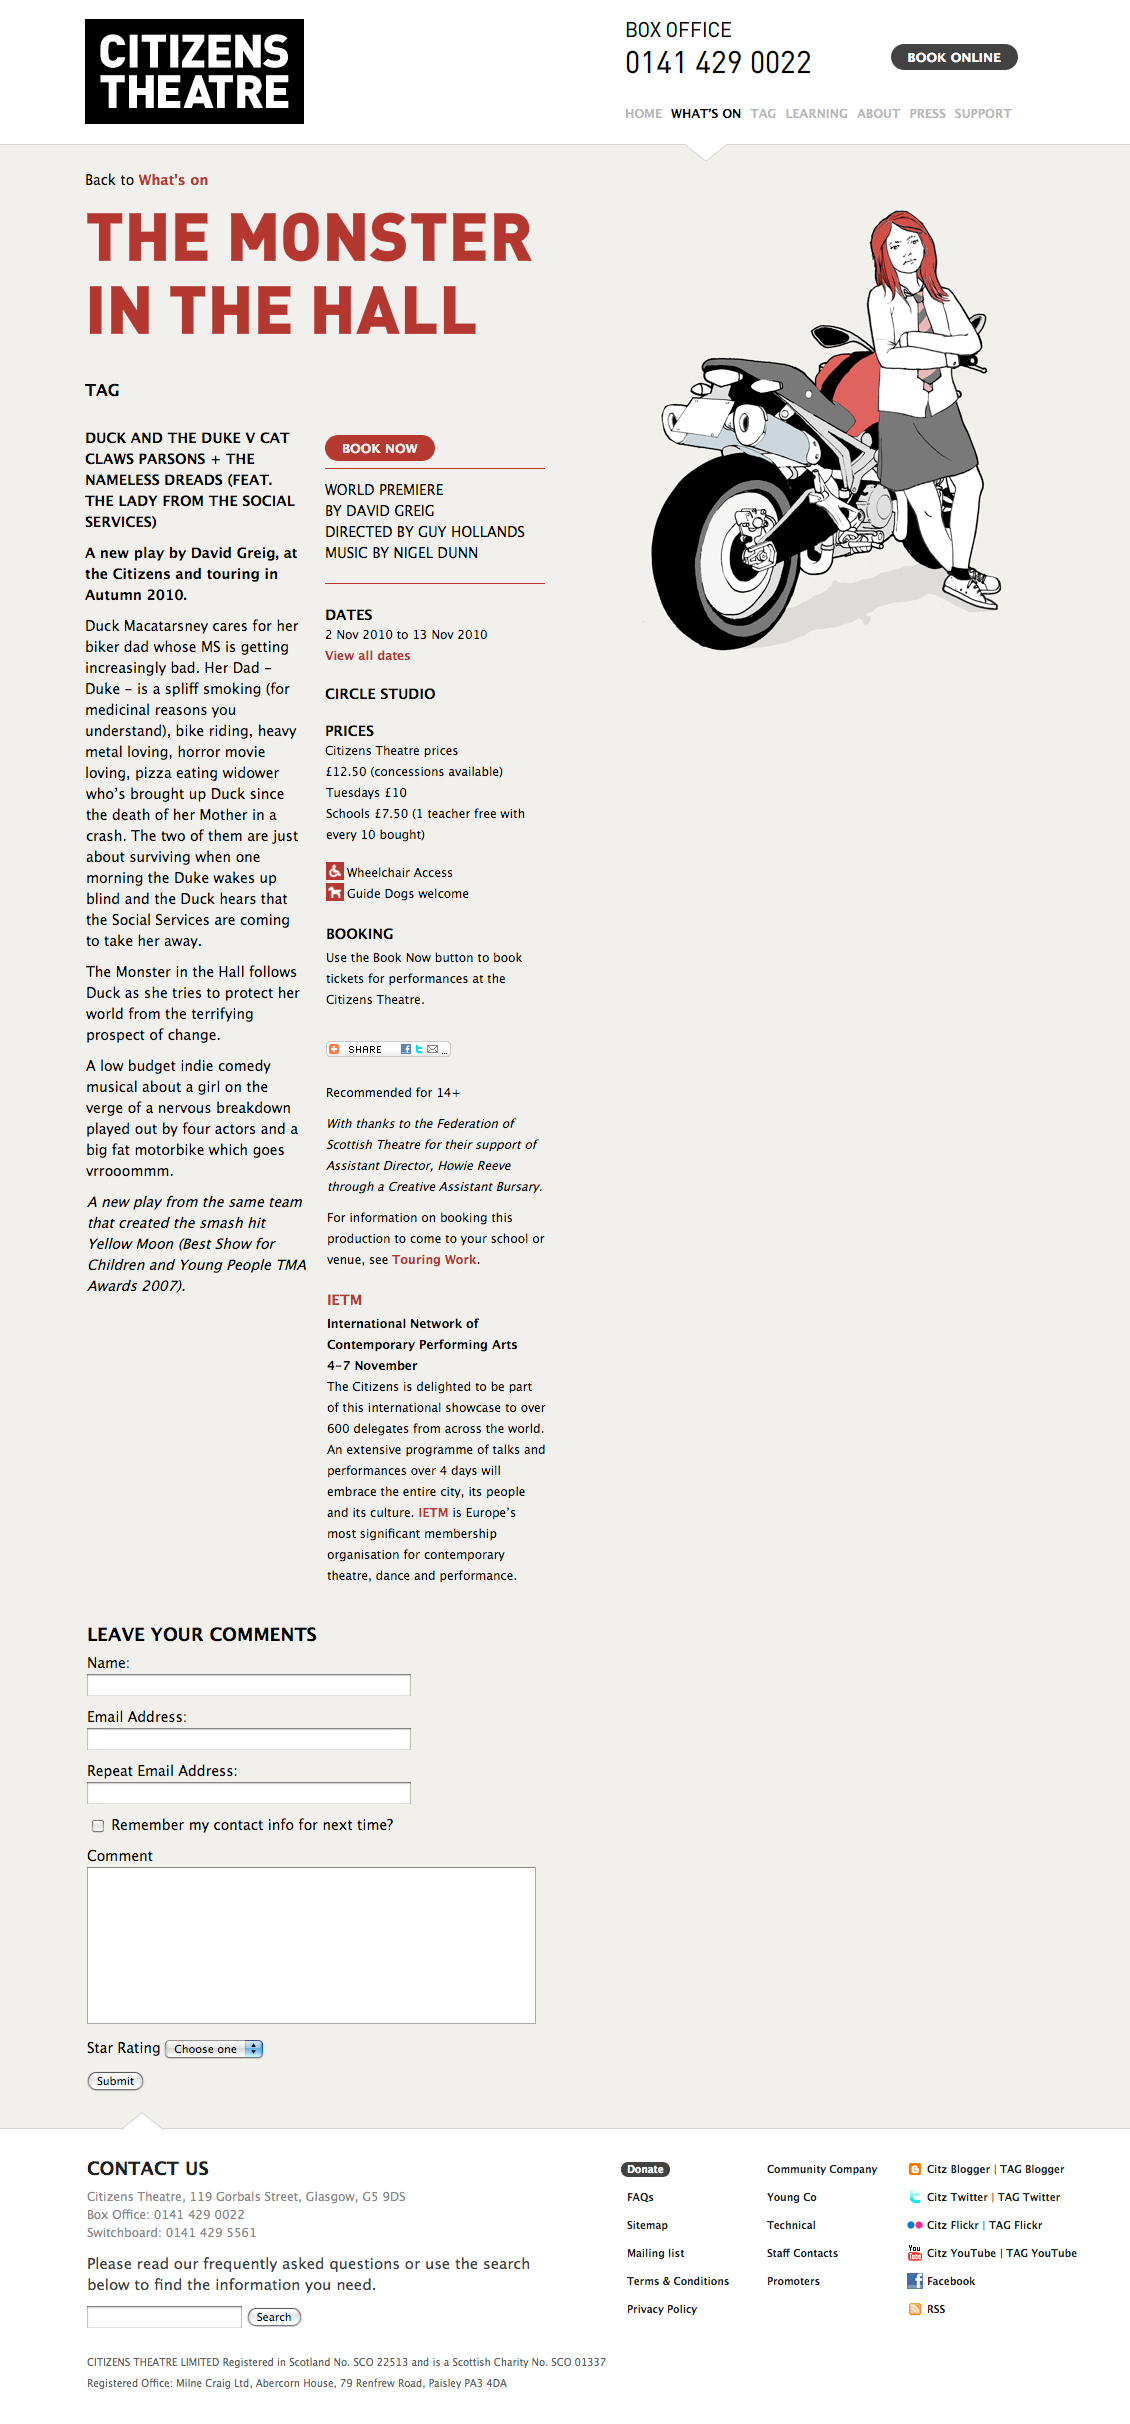 CITIZENS
THEATRE
BOX OFFICE
0141 429 0022
BOOK ONLINE
HOME WHAT'S ON TAG LEARNING ABOUT PRESS SUPPORT
Back to What's on
THE MONSTER
IN THE HALL
TAG
DUCK AND THE DUKE V CAT
CLAWS PARSONS + THE
NAMELESS DREADS (FEAT.
THE LADY FROM THE SOCIAL
SERVICES)
A new play by David Greig, at
the Citizens and touring in
Autumn 2010.
Duck Macatarsney cares for her
biker dad whose MS is getting
increasingly bad. Her Dad –
Duke – is a spliff smoking (for
medicinal reasons you
understand), bike riding, heavy
metal loving, horror movie
loving, pizza eating widower
who's brought up Duck since
the death of her Mother in a
crash. The two of them are just
about surviving when one
morning the Duke wakes up
blind and the Duck hears that
the Social Services are coming
to take her away.
The Monster in the Hall follows
Duck as she tries to protect her
world from the terrifying
prospect of change.
A low budget indie comedy
musical about a girl on the
verge of a nervous breakdown
played out by four actors and a
big fat motorbike which goes
vrrooommm.
A new play from the same team
that created the smash hit
Yellow Moon (Best Show for
Children and Young People TMA
Awards 2007).
BOOK NOW
WORLD PREMIERE
BY DAVID GREIG
DIRECTED BY GUY HOLLANDS
MUSIC BY NIGEL DUNN
DATES
2 Nov 2010 to 13 Nov 2010
View all dates
CIRCLE STUDIO
PRICES
Citizens Theatre prices
£12.50 (concessions available)
Tuesdays £10
Schools £7.50 (1 teacher free with
every 10 bought)
Wheelchair Access
Guide Dogs welcome
BOOKING
Use the Book Now button to book
tickets for performances at the
Citizens Theatre.
SHARE ...
Recommended for 14+
With thanks to the Federation of
Scottish Theatre for their support of
Assistant Director, Howie Reeve
through a Creative Assistant Bursary.
For information on booking this
production to come to your school or
venue, see Touring Work.
IETM
International Network of
Contemporary Performing Arts
4–7 November
The Citizens is delighted to be part
of this international showcase to over
600 delegates from across the world.
An extensive programme of talks and
performances over 4 days will
embrace the entire city, its people
and its culture. IETM is Europe's
most significant membership
organisation for contemporary
theatre, dance and performance.
LEAVE YOUR COMMENTS
Name:
Email Address:
Repeat Email Address:
Remember my contact info for next time?
Comment
Star Rating Choose one
Submit
CONTACT US
Citizens Theatre, 119 Gorbals Street, Glasgow, G5 9DS
Box Office: 0141 429 0022
Switchboard: 0141 429 5561
Please read our frequently asked questions or use the search
below to find the information you need.
Search
Donate
FAQs
Sitemap
Mailing list
Terms & Conditions
Privacy Policy
Community Company
Young Co
Technical
Staff Contacts
Promoters
Citz Blogger | TAG Blogger
Citz Twitter | TAG Twitter
Citz Flickr | TAG Flickr
You Tube Citz YouTube | TAG YouTube
Facebook
RSS
CITIZENS THEATRE LIMITED Registered in Scotland No. SCO 22513 and is a Scottish Charity No. SCO 01337
Registered Office: Milne Craig Ltd, Abercorn House, 79 Renfrew Road, Paisley PA3 4DA